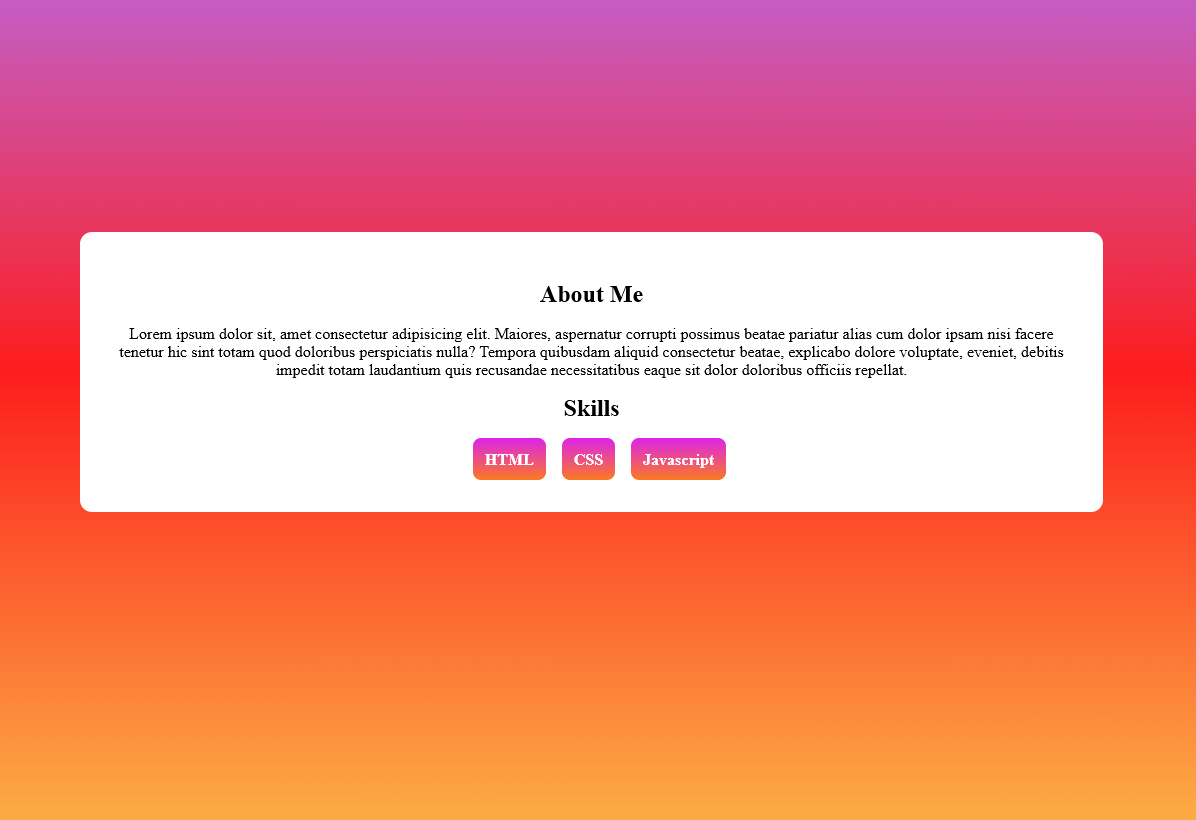 About Me
Lorem ipsum dolor sit, amet consectetur adipisicing elit. Maiores, aspernatur corrupti possimus beatae pariatur alias cum dolor ipsam nisi facere
tenetur hic sint totam quod doloribus perspiciatis nulla? Tempora quibusdam aliquid consectetur beatae, explicabo dolore voluptate, eveniet, debitis
impedit totam laudantium quis recusandae necessitatibus eaque sit dolor doloribus officiis repellat.
Skills
HTML CSS Javascript